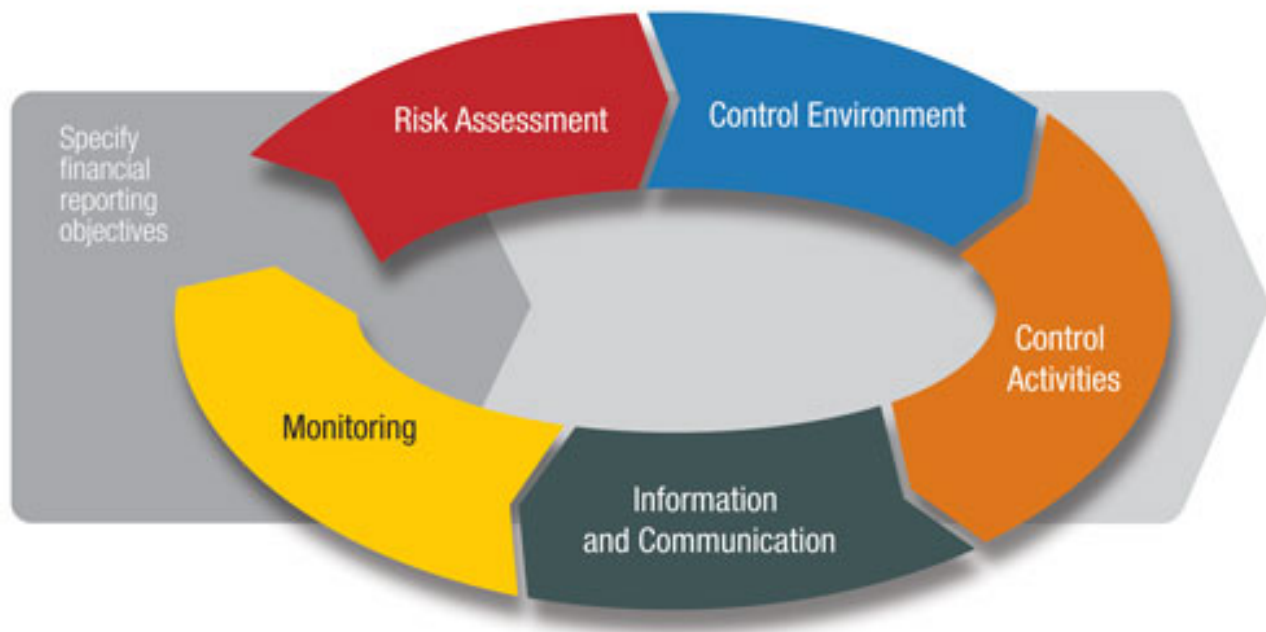 Specify
financial
reporting
objectives
Risk Assessment
Control Environment
Control
Activities
Information
and Communication
Monitoring